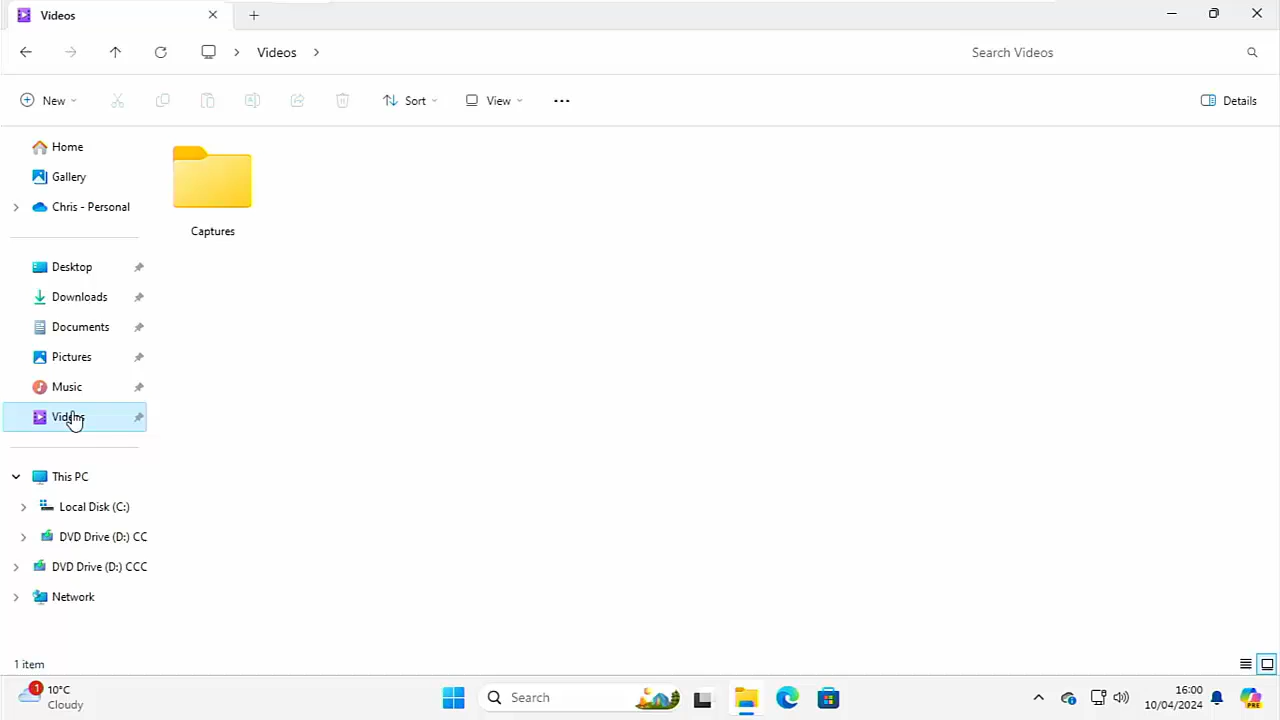 Videos
Videos
Search Videos
New
Sort
View
Details
Home
Gallery
Chris - Personal
Captures
Desktop
Downloads
Documents
Pictures
Music
Videos
This PC
Local Disk (C:)
DVD Drive (D:) CC
DVD Drive (D:) CCC
Network
1 item
1
10°C
Cloudy
Search
16:00
10/04/2024
PRE